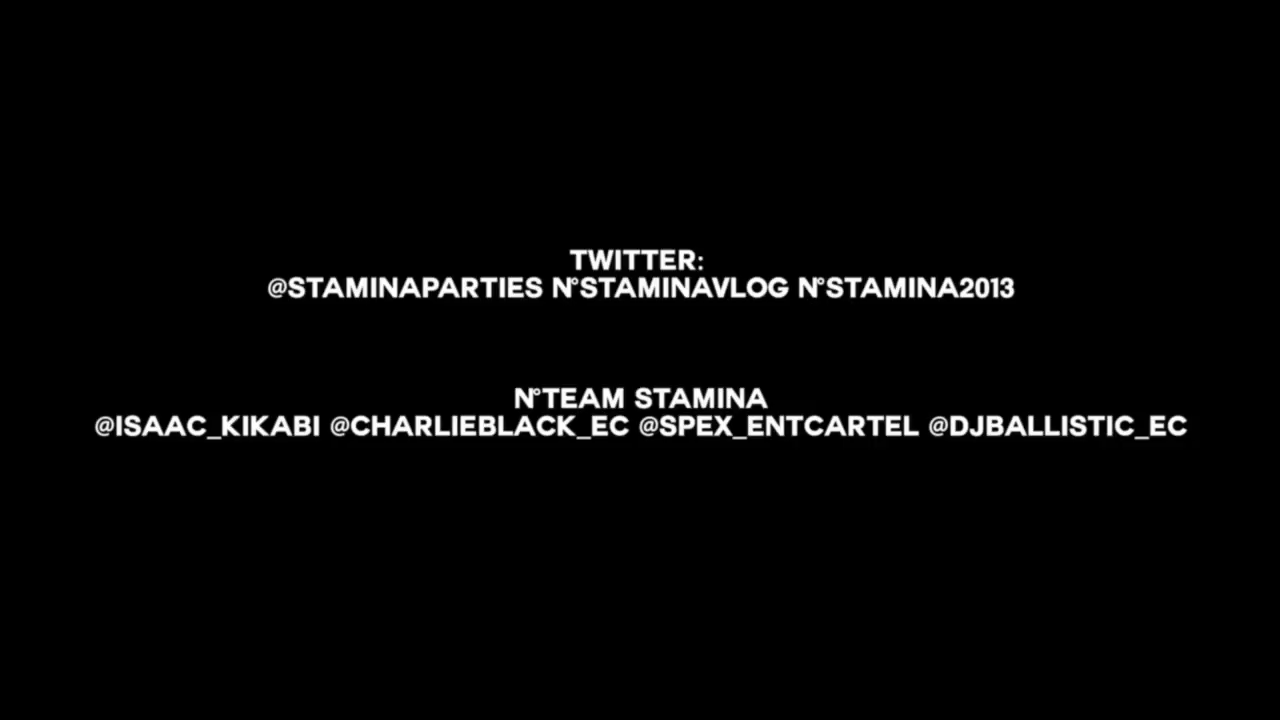 TWITTER:
@STAMINAPARTIES N°STAMINAVLOG N°STAMINA2013
N°TEAM STAMINA
@ISAAC_KIKABI @CHARLIEBLACK_EC @SPEX_ENTCARTEL @DJBALLISTIC_EC